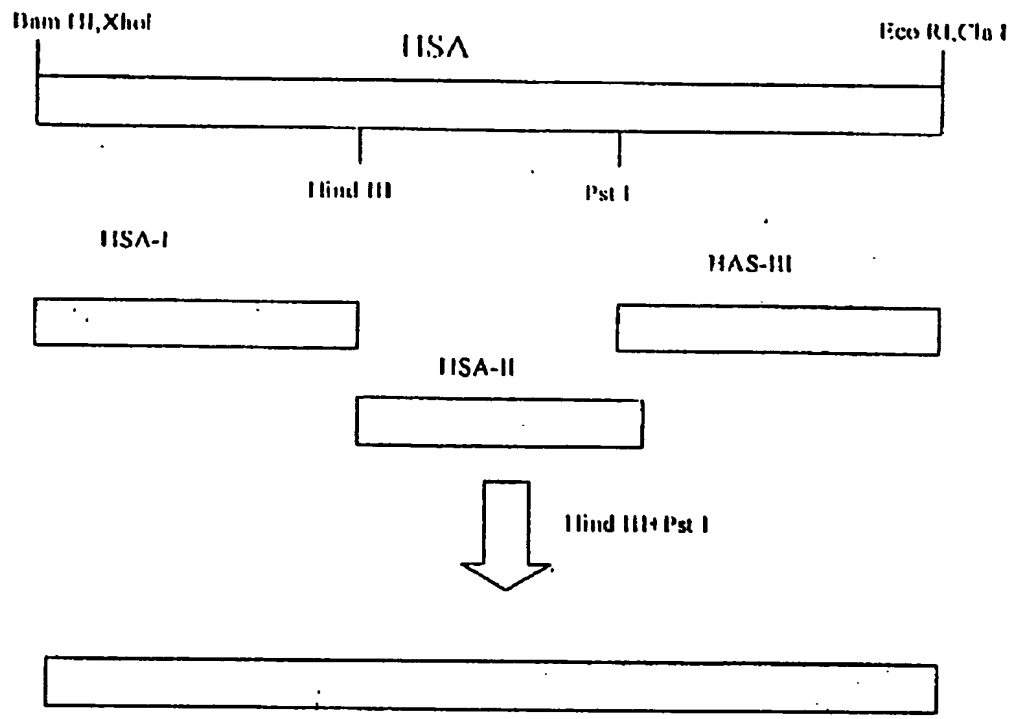 Bam HI,XhoI
HSA
Eco RI,Cla I
Hind III
Pst I
HSA-I
HAS-III
HSA-II
Hind III+Pst I